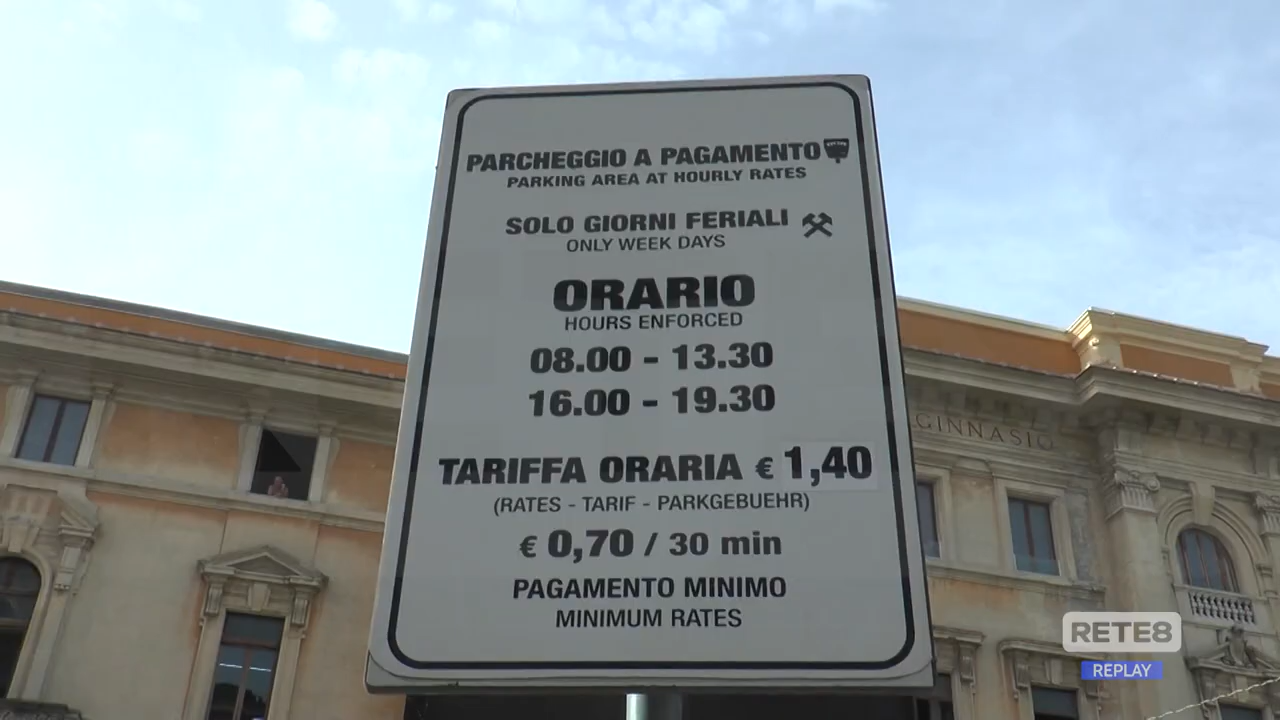 PARCHEGGIO A PAGAMENTO
PARKING AREA AT HOURLY RATES
SOLO GIORNI FERIALI
ONLY WEEK DAYS
ORARIO
HOURS ENFORCED
08.00 - 13.30
16.00 - 19.30
TARIFFA ORARIA € 1,40
(RATES - TARIF - PARKGEBUEHR)
€ 0,70 / 30 min
PAGAMENTO MINIMO
MINIMUM RATES
GINNASIO
RETE8
REPLAY